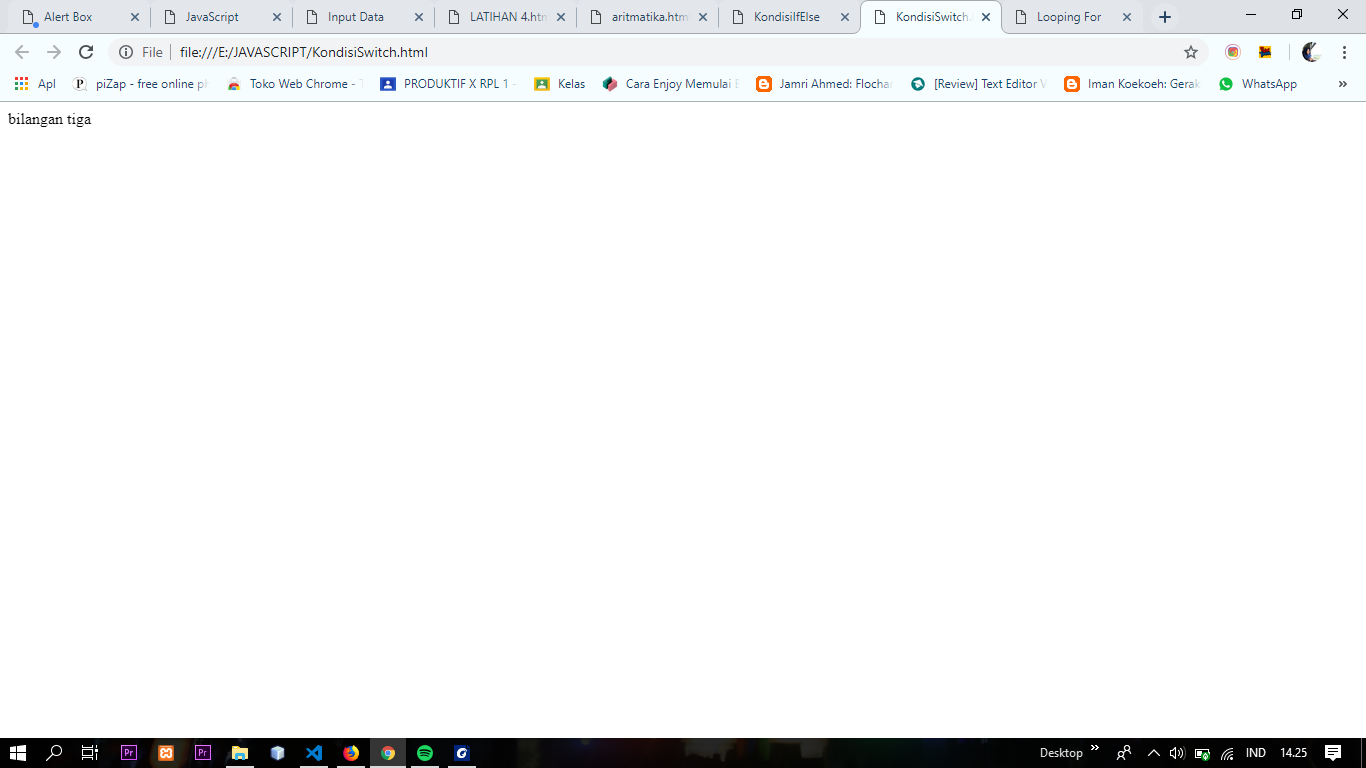 Alert Box JavaScript Input Data LATIHAN 4.htm aritmatika.htm KondisiIfElse KondisiSwitch. Looping For
File file:///E:/JAVASCRIPT/KondisiSwitch.html
Apl piZap - free online ph Toko Web Chrome - PRODUKTIF X RPL 1 - Kelas Cara Enjoy Memulai Jamri Ahmed: Flochar [Review] Text Editor V Iman Koekoeh: Gerak WhatsApp
bilangan tiga
Desktop IND 14.25